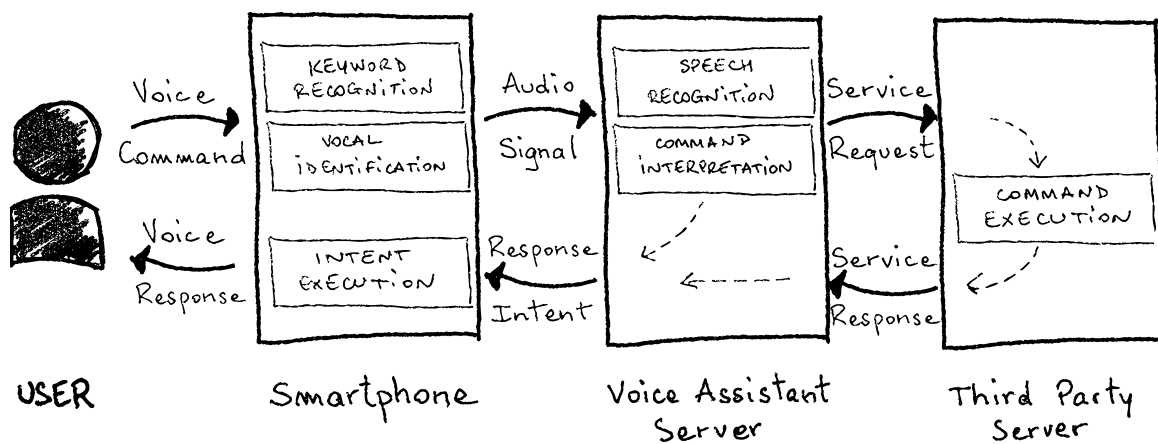 KEYWORD
RECOGNITION
VOCAL
IDENTIFICATION
INTENT
EXECUTION
SPEECH
RECOGNITION
COMMAND
INTERPRETATION
COMMAND
EXECUTION
Voice
Command
Audio
Signal
Service
Request
Voice
Response
Response
Intent
Service
Response
USER
Smartphone
Voice Assistant
Server
Third Party
Server